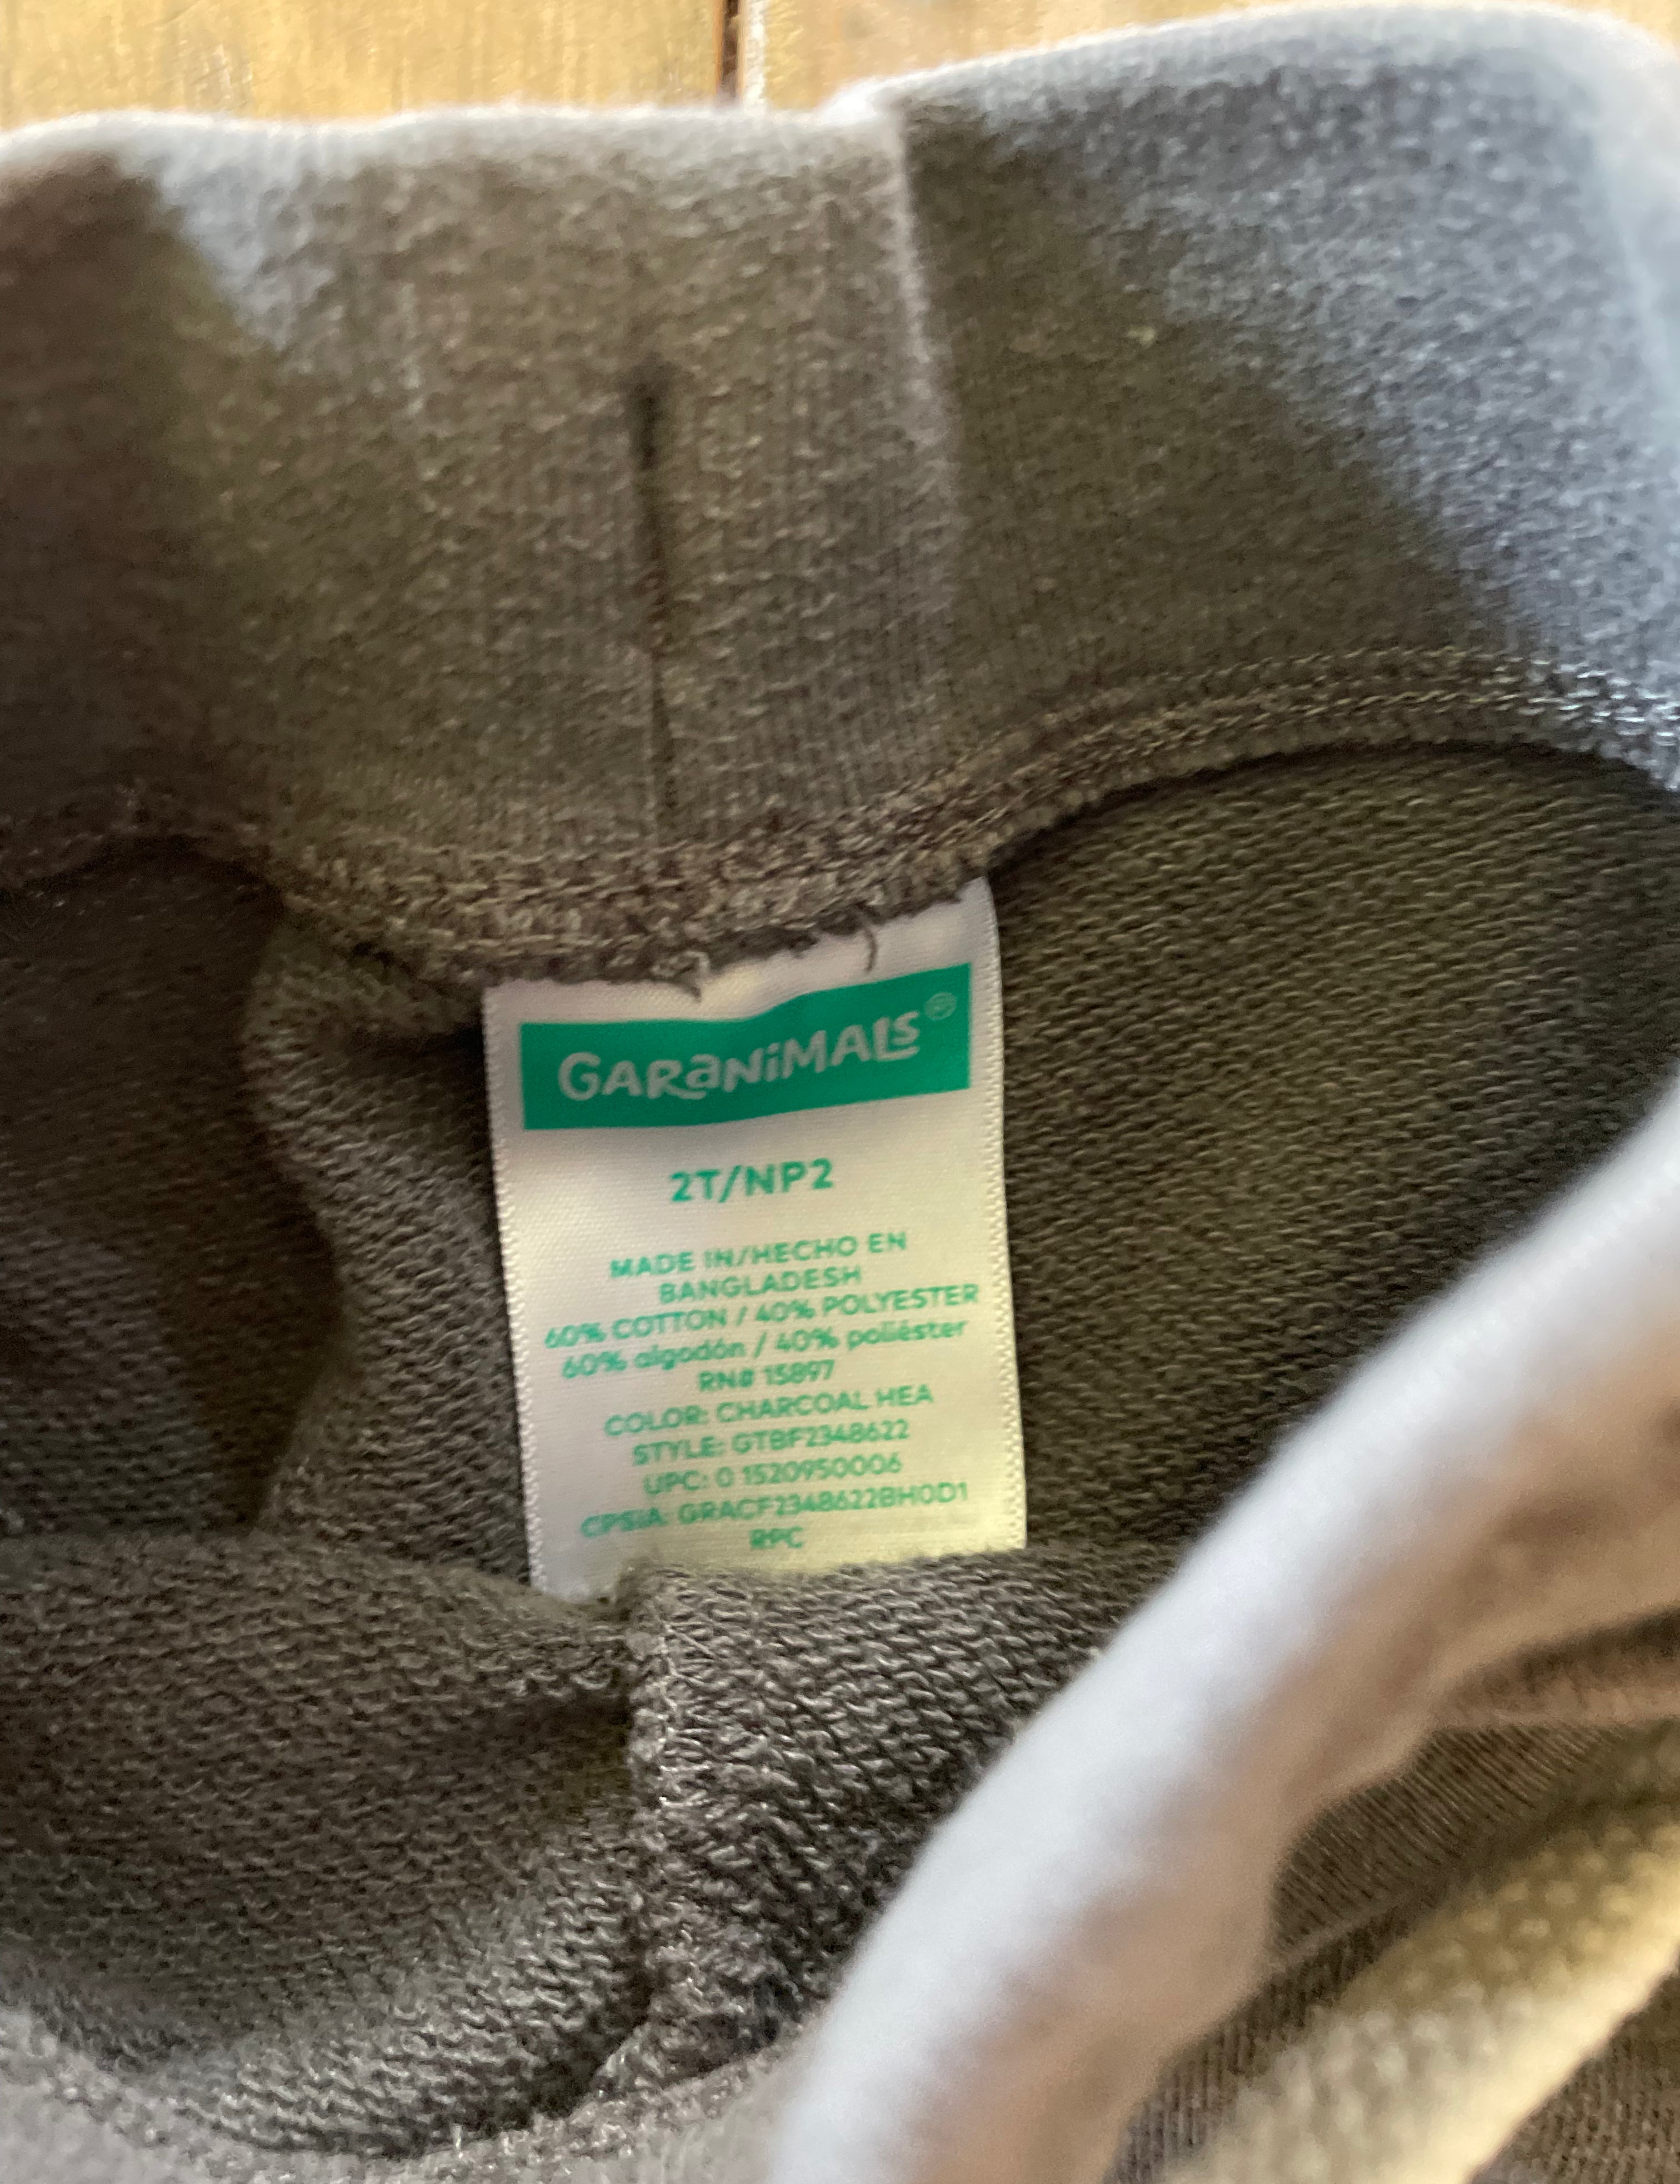 GARaNiMALs®
2T/NP2
MADE IN/HECHO EN
BANGLADESH
60% COTTON / 40% POLYESTER
60% algodón / 40% poliéster
RN# 15897
COLOR: CHARCOAL HEA
STYLE: GTBF2348622
UPC: 0 1520950006
CPSIA: GRACF2348622BH0D1
RPC